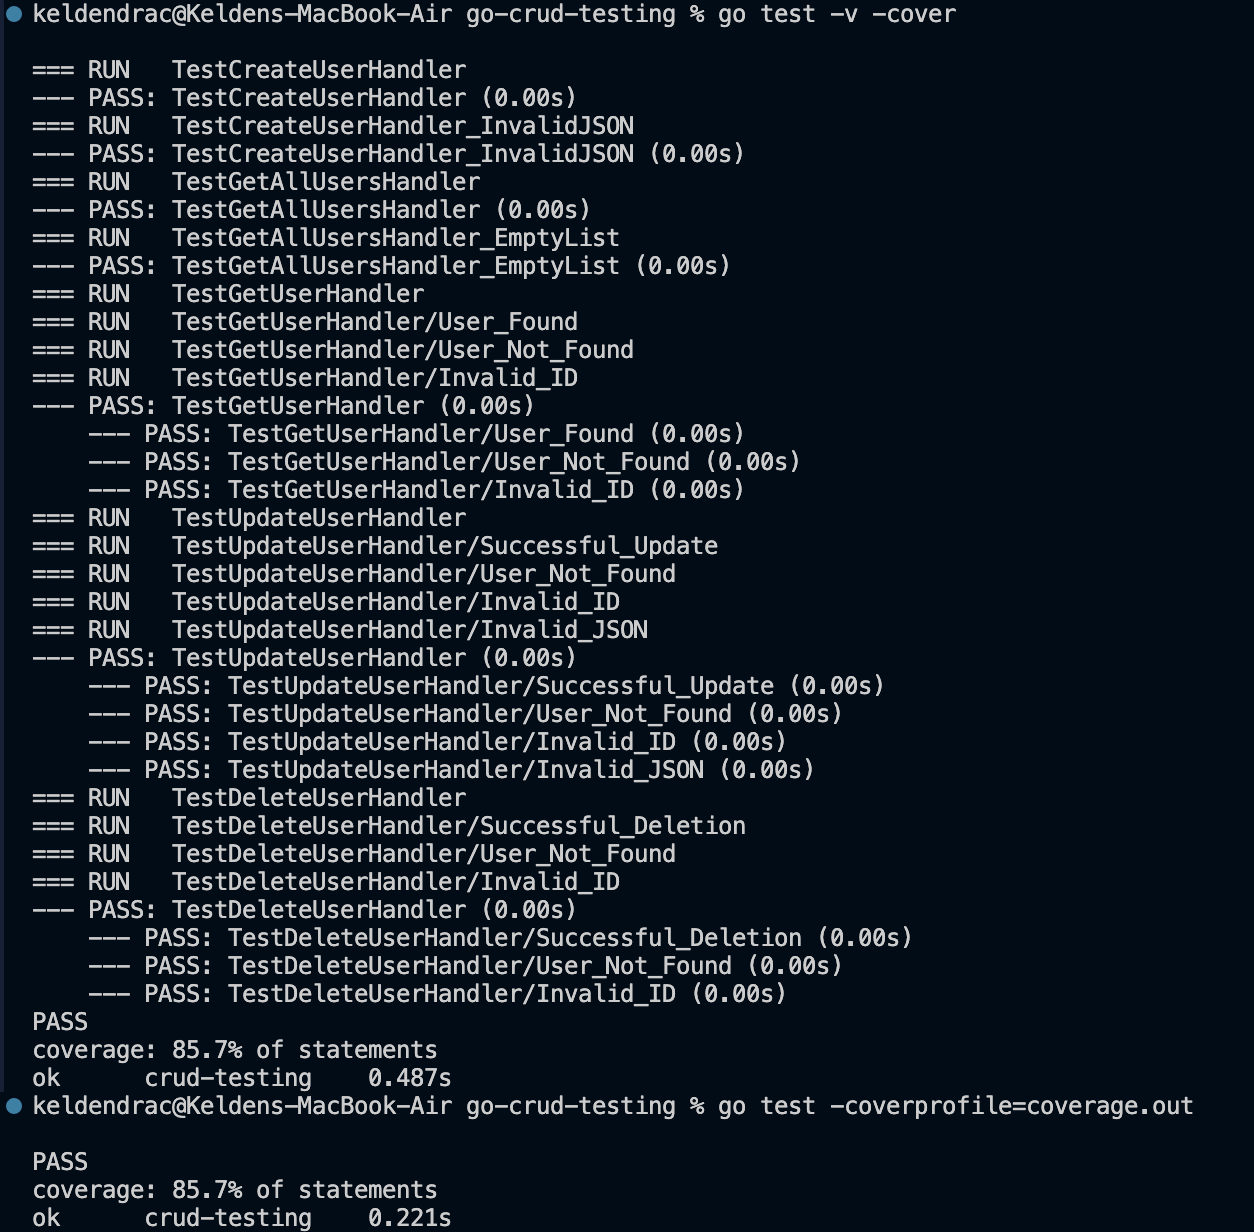 keldendrac@Keldens-MacBook-Air go-crud-testing % go test -v -cover
=== RUN   TestCreateUserHandler
--- PASS: TestCreateUserHandler (0.00s)
=== RUN   TestCreateUserHandler_InvalidJSON
--- PASS: TestCreateUserHandler_InvalidJSON (0.00s)
=== RUN   TestGetAllUsersHandler
--- PASS: TestGetAllUsersHandler (0.00s)
=== RUN   TestGetAllUsersHandler_EmptyList
--- PASS: TestGetAllUsersHandler_EmptyList (0.00s)
=== RUN   TestGetUserHandler
=== RUN   TestGetUserHandler/User_Found
=== RUN   TestGetUserHandler/User_Not_Found
=== RUN   TestGetUserHandler/Invalid_ID
--- PASS: TestGetUserHandler (0.00s)
    --- PASS: TestGetUserHandler/User_Found (0.00s)
    --- PASS: TestGetUserHandler/User_Not_Found (0.00s)
    --- PASS: TestGetUserHandler/Invalid_ID (0.00s)
=== RUN   TestUpdateUserHandler
=== RUN   TestUpdateUserHandler/Successful_Update
=== RUN   TestUpdateUserHandler/User_Not_Found
=== RUN   TestUpdateUserHandler/Invalid_ID
=== RUN   TestUpdateUserHandler/Invalid_JSON
--- PASS: TestUpdateUserHandler (0.00s)
    --- PASS: TestUpdateUserHandler/Successful_Update (0.00s)
    --- PASS: TestUpdateUserHandler/User_Not_Found (0.00s)
    --- PASS: TestUpdateUserHandler/Invalid_ID (0.00s)
    --- PASS: TestUpdateUserHandler/Invalid_JSON (0.00s)
=== RUN   TestDeleteUserHandler
=== RUN   TestDeleteUserHandler/Successful_Deletion
=== RUN   TestDeleteUserHandler/User_Not_Found
=== RUN   TestDeleteUserHandler/Invalid_ID
--- PASS: TestDeleteUserHandler (0.00s)
    --- PASS: TestDeleteUserHandler/Successful_Deletion (0.00s)
    --- PASS: TestDeleteUserHandler/User_Not_Found (0.00s)
    --- PASS: TestDeleteUserHandler/Invalid_ID (0.00s)
PASS
coverage: 85.7% of statements
ok      crud-testing    0.487s
keldendrac@Keldens-MacBook-Air go-crud-testing % go test -coverprofile=coverage.out
PASS
coverage: 85.7% of statements
ok      crud-testing    0.221s